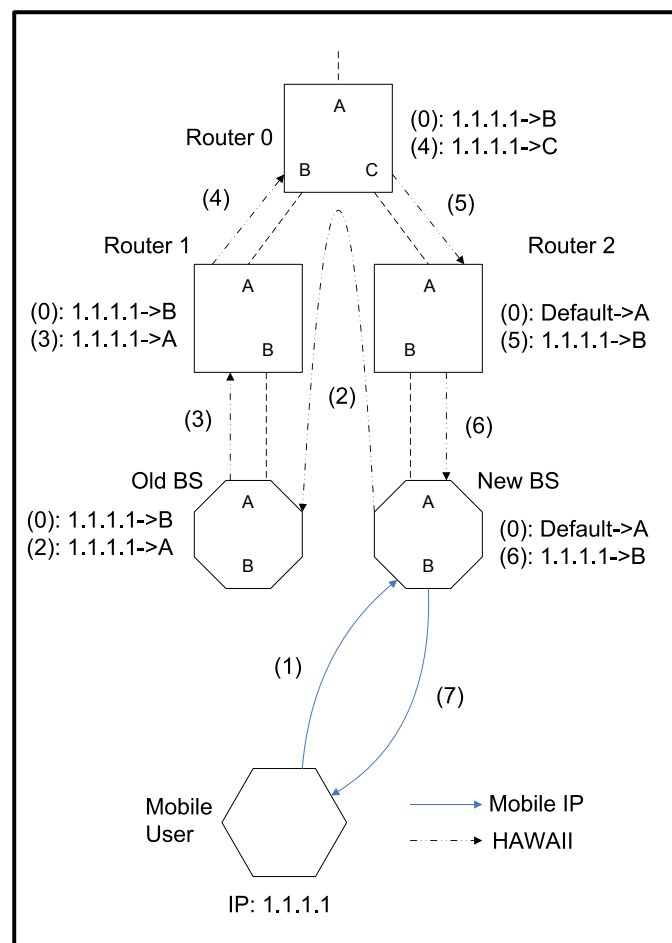 A
Router 0
(0): 1.1.1.1->B
(4): 1.1.1.1->C
B
C
(4)
(5)
Router 1
Router 2
A
A
(0): 1.1.1.1->B
(3): 1.1.1.1->A
(0): Default->A
(5): 1.1.1.1->B
B
B
(2)
(3)
(6)
Old BS
New BS
A
A
(0): 1.1.1.1->B
(2): 1.1.1.1->A
(0): Default->A
(6): 1.1.1.1->B
B
B
(1)
(7)
Mobile
User
Mobile IP
HAWAII
IP: 1.1.1.1